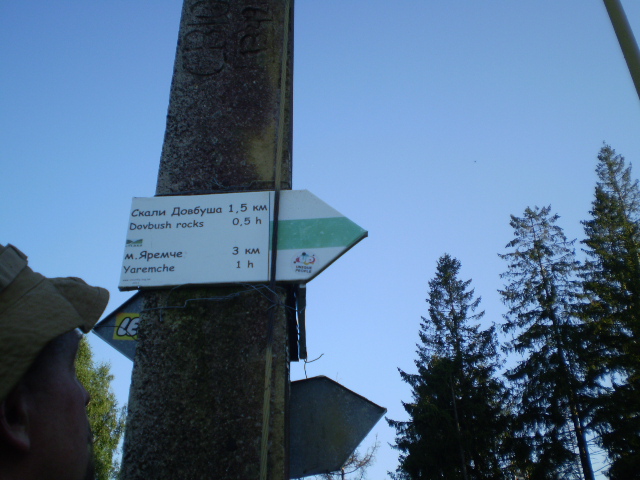 Скали Довбуша 1,5 км
Dovbush rocks 0,5 h
м.Яремче 3 км
Yaremche 1 h